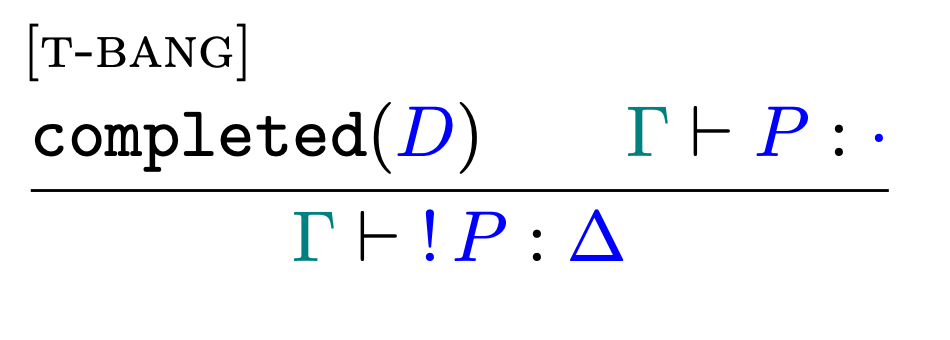 [T-BANG]
completed(D) Γ ⊢ P : ·
Γ ⊢ ! P : Δ